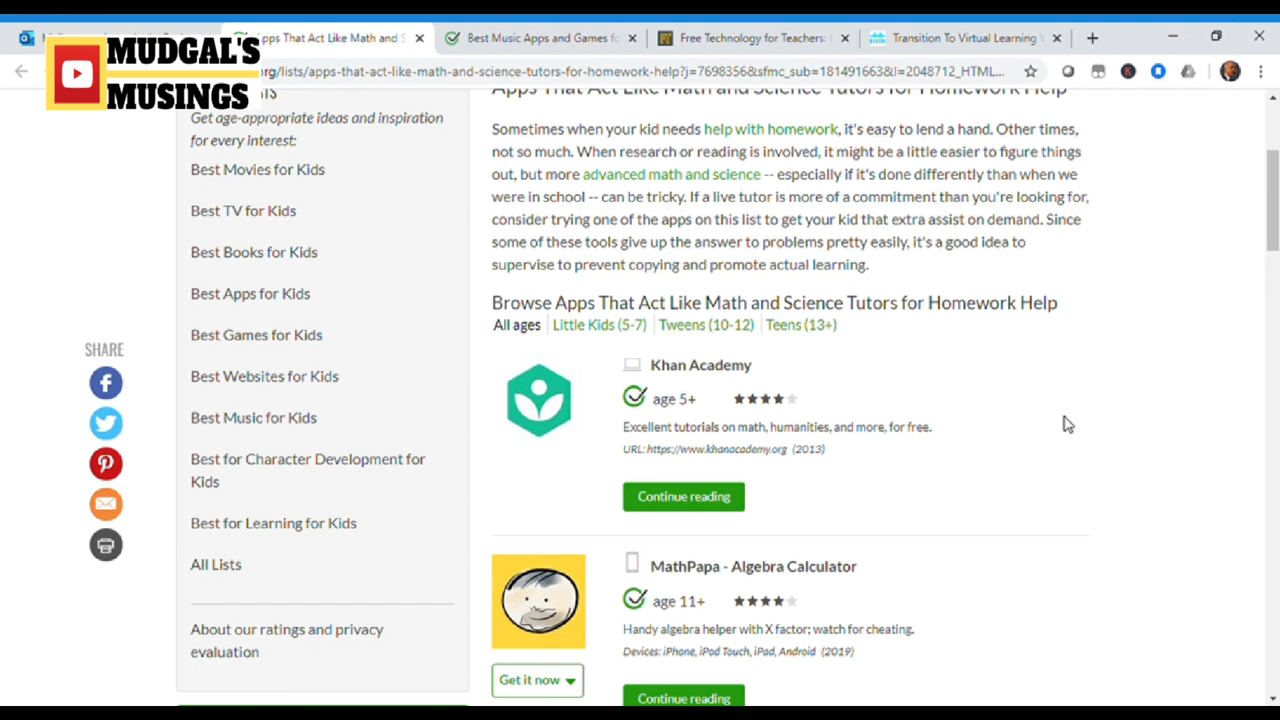 MUDGAL'S
MUSINGS
Apps That Act Like Math and S
Best Music Apps and Games fo
Free Technology for Teachers:
Transition To Virtual Learning
org/lists/apps-that-act-like-math-and-science-tutors-for-homework-help?j=7698356&sfmc_sub=181491663&l=2048712_HTML...
Get age-appropriate ideas and inspiration
for every interest:
Best Movies for Kids
Best TV for Kids
Best Books for Kids
Best Apps for Kids
Best Games for Kids
Best Websites for Kids
Best Music for Kids
Best for Character Development for
Kids
Best for Learning for Kids
All Lists
About our ratings and privacy
evaluation
SHARE
Apps That Act Like Math and Science Tutors for Homework Help
Sometimes when your kid needs help with homework, it's easy to lend a hand. Other times,
not so much. When research or reading is involved, it might be a little easier to figure things
out, but more advanced math and science -- especially if it's done differently than when we
were in school -- can be tricky. If a live tutor is more of a commitment than you're looking for,
consider trying one of the apps on this list to get your kid that extra assist on demand. Since
some of these tools give up the answer to problems pretty easily, it's a good idea to
supervise to prevent copying and promote actual learning.
Browse Apps That Act Like Math and Science Tutors for Homework Help
All ages Little Kids (5-7) Tweens (10-12) Teens (13+)
Khan Academy
age 5+
Excellent tutorials on math, humanities, and more, for free.
URL: https://www.khanacademy.org (2013)
Continue reading
MathPapa - Algebra Calculator
age 11+
Handy algebra helper with X factor; watch for cheating.
Devices: iPhone, iPod Touch, iPad, Android (2019)
Get it now
Continue reading